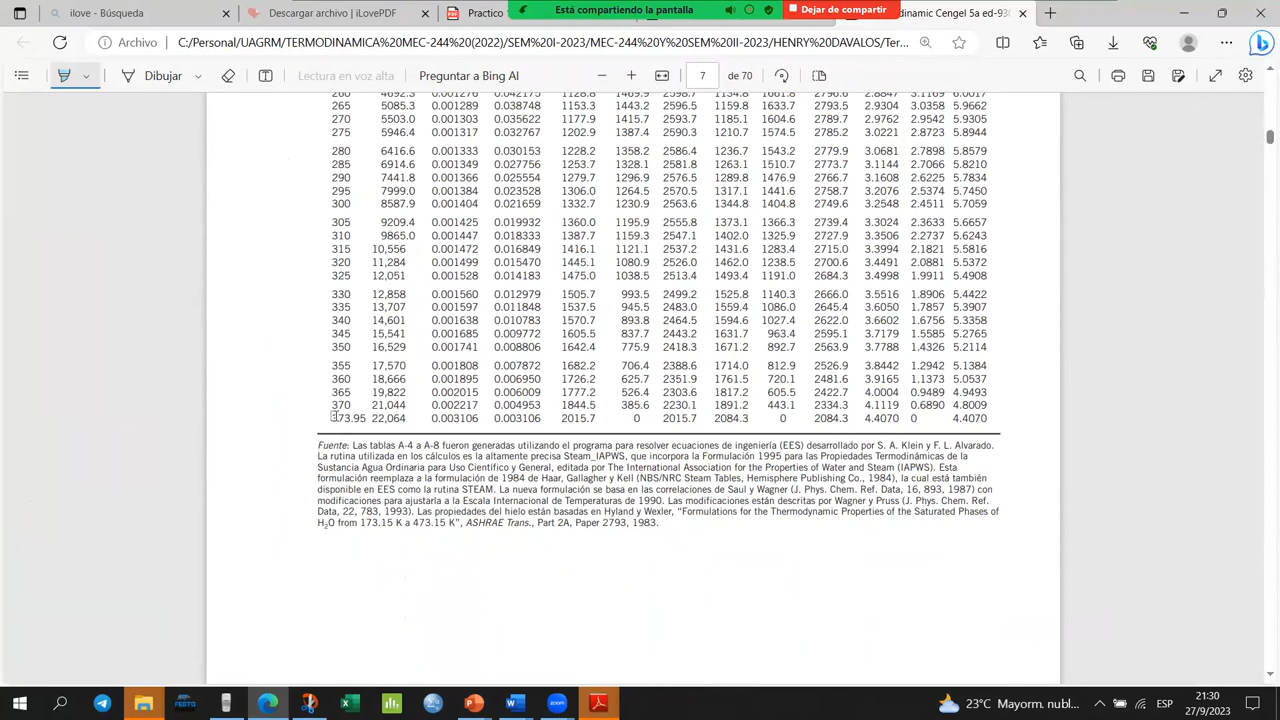 ilove - Búsqueda
Descargar archivo | iLovePDF
Practico
Está compartiendo la pantalla
Dejar de compartir
dinamic Cengel 5a ed-930
Archivo
C:/Personal/UAGRM/TERMODINAMICA%20MEC-244%20(2022)/SEM%20I-2023/MEC-244%20Y%20SEM%20II-2023/HENRY%20DAVALOS/Ter...
Dibujar
Lectura en voz alta
Preguntar a Bing AI
7 de 70
260 4692.3 0.001276 0.042175 1128.8 1469.9 2598.7 1134.8 1661.8 2796.6 2.8847 3.1169 6.0017
265 5085.3 0.001289 0.038748 1153.3 1443.2 2596.5 1159.8 1633.7 2793.5 2.9304 3.0358 5.9662
270 5503.0 0.001303 0.035622 1177.9 1415.7 2593.7 1185.1 1604.6 2789.7 2.9762 2.9542 5.9305
275 5946.4 0.001317 0.032767 1202.9 1387.4 2590.3 1210.7 1574.5 2785.2 3.0221 2.8723 5.8944
280 6416.6 0.001333 0.030153 1228.2 1358.2 2586.4 1236.7 1543.2 2779.9 3.0681 2.7898 5.8579
285 6914.6 0.001349 0.027756 1253.7 1328.1 2581.8 1263.1 1510.7 2773.7 3.1144 2.7066 5.8210
290 7441.8 0.001366 0.025554 1279.7 1296.9 2576.5 1289.8 1476.9 2766.7 3.1608 2.6225 5.7834
295 7999.0 0.001384 0.023528 1306.0 1264.5 2570.5 1317.1 1441.6 2758.7 3.2076 2.5374 5.7450
300 8587.9 0.001404 0.021659 1332.7 1230.9 2563.6 1344.8 1404.8 2749.6 3.2548 2.4511 5.7059
305 9209.4 0.001425 0.019932 1360.0 1195.9 2555.8 1373.1 1366.3 2739.4 3.3024 2.3633 5.6657
310 9865.0 0.001447 0.018333 1387.7 1159.3 2547.1 1402.0 1325.9 2727.9 3.3506 2.2737 5.6243
315 10,556 0.001472 0.016849 1416.1 1121.1 2537.2 1431.6 1283.4 2715.0 3.3994 2.1821 5.5816
320 11,284 0.001499 0.015470 1445.1 1080.9 2526.0 1462.0 1238.5 2700.6 3.4491 2.0881 5.5372
325 12,051 0.001528 0.014183 1475.0 1038.5 2513.4 1493.4 1191.0 2684.3 3.4998 1.9911 5.4908
330 12,858 0.001560 0.012979 1505.7 993.5 2499.2 1525.8 1140.3 2666.0 3.5516 1.8906 5.4422
335 13,707 0.001597 0.011848 1537.5 945.5 2483.0 1559.4 1086.0 2645.4 3.6050 1.7857 5.3907
340 14,601 0.001638 0.010783 1570.7 893.8 2464.5 1594.6 1027.4 2622.0 3.6602 1.6756 5.3358
345 15,541 0.001685 0.009772 1605.5 837.7 2443.2 1631.7 963.4 2595.1 3.7179 1.5585 5.2765
350 16,529 0.001741 0.008806 1642.4 775.9 2418.3 1671.2 892.7 2563.9 3.7788 1.4326 5.2114
355 17,570 0.001808 0.007872 1682.2 706.4 2388.6 1714.0 812.9 2526.9 3.8442 1.2942 5.1384
360 18,666 0.001895 0.006950 1726.2 625.7 2351.9 1761.5 720.1 2481.6 3.9165 1.1373 5.0537
365 19,822 0.002015 0.006009 1777.2 526.4 2303.6 1817.2 605.5 2422.7 4.0004 0.9489 4.9493
370 21,044 0.002217 0.004953 1844.5 385.6 2230.1 1891.2 443.1 2334.3 4.1119 0.6890 4.8009
373.95 22,064 0.003106 0.003106 2015.7 0 2015.7 2084.3 0 2084.3 4.4070 0 4.4070
Fuente: Las tablas A-4 a A-8 fueron generadas utilizando el programa para resolver ecuaciones de ingeniería (EES) desarrollado por S. A. Klein y F. L. Alvarado.
La rutina utilizada en los cálculos es la altamente precisa Steam_IAPWS, que incorpora la Formulación 1995 para las Propiedades Termodinámicas de la
Sustancia Agua Ordinaria para Uso Científico y General, editada por The International Association for the Properties of Water and Steam (IAPWS). Esta
formulación reemplaza a la formulación de 1984 de Haar, Gallagher y Kell (NBS/NRC Steam Tables, Hemisphere Publishing Co., 1984), la cual está también
disponible en EES como la rutina STEAM. La nueva formulación se basa en las correlaciones de Saul y Wagner (J. Phys. Chem. Ref. Data, 16, 893, 1987) con
modificaciones para ajustarla a la Escala Internacional de Temperaturas de 1990. Las modificaciones están descritas por Wagner y Pruss (J. Phys. Chem. Ref.
Data, 22, 783, 1993). Las propiedades del hielo están basadas en Hyland y Wexler, “Formulations for the Thermodynamic Properties of the Saturated Phases of
H2O from 173.15 K a 473.15 K”, ASHRAE Trans., Part 2A, Paper 2793, 1983.
FESTO
zoom
23°C Mayorm. nubl...
ESP
21:30
27/9/2023